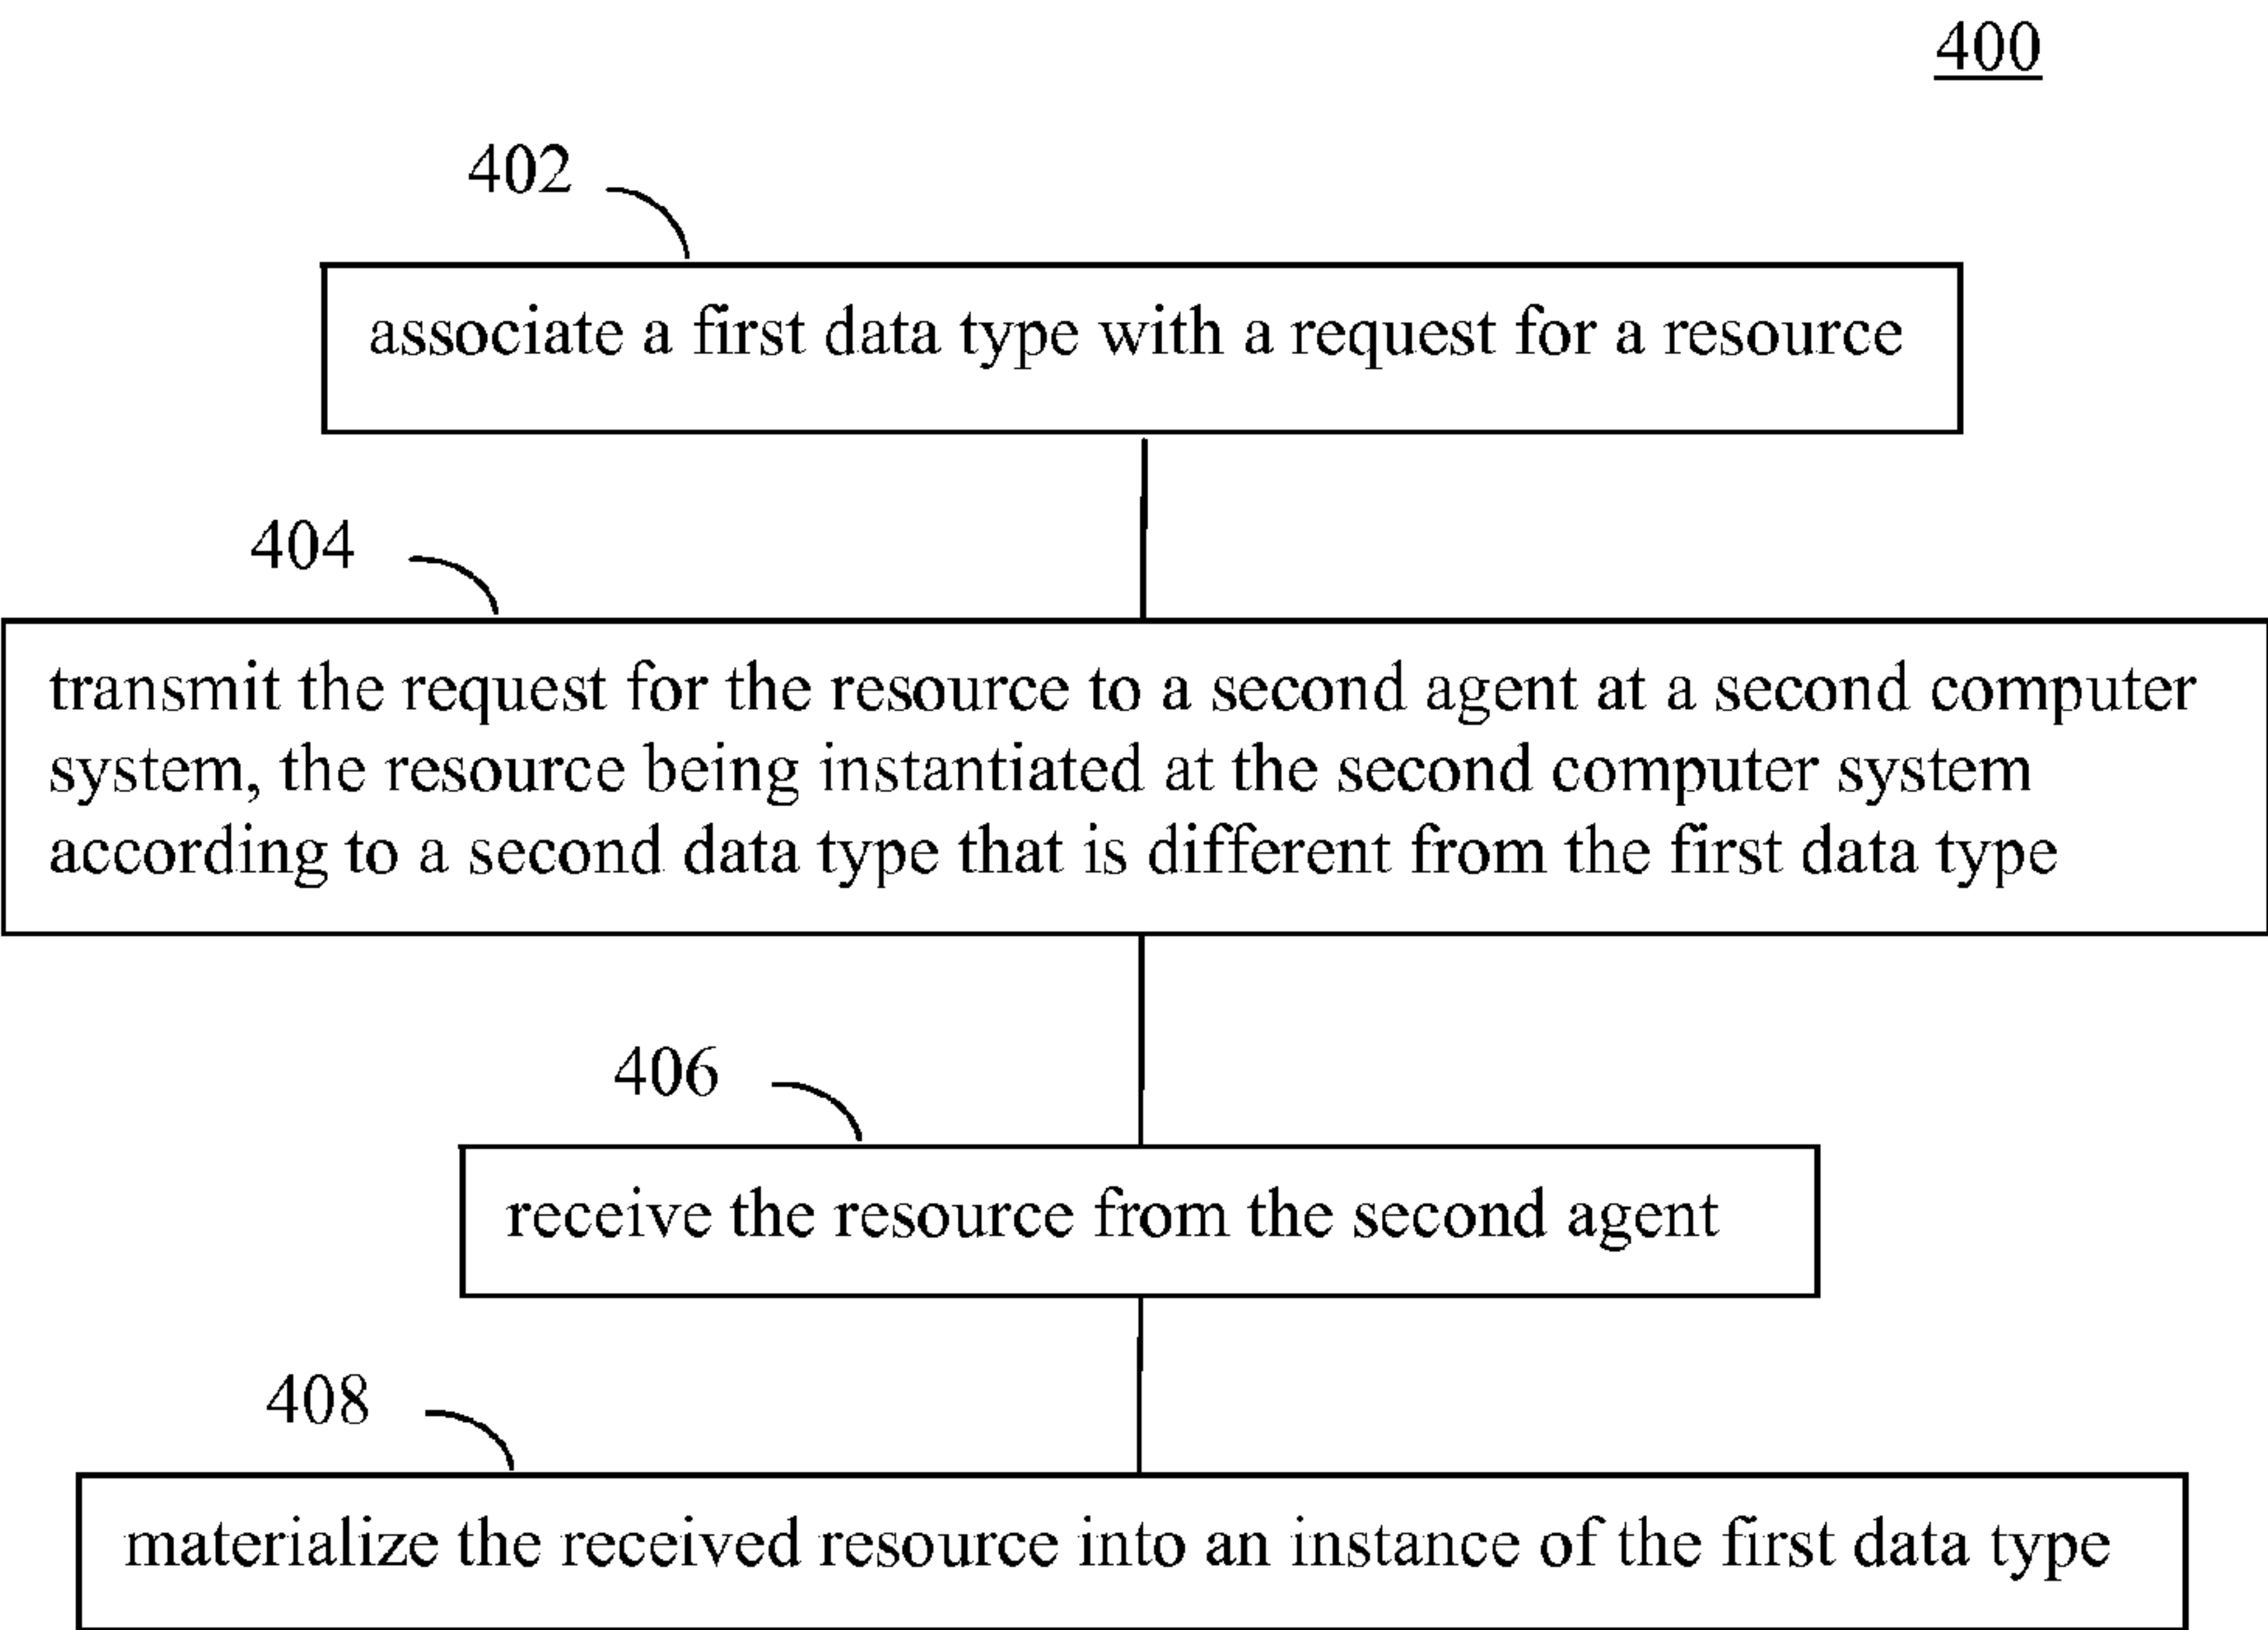 400
402
associate a first data type with a request for a resource
404
transmit the request for the resource to a second agent at a second computer
system, the resource being instantiated at the second computer system
according to a second data type that is different from the first data type
406
receive the resource from the second agent
408
materialize the received resource into an instance of the first data type